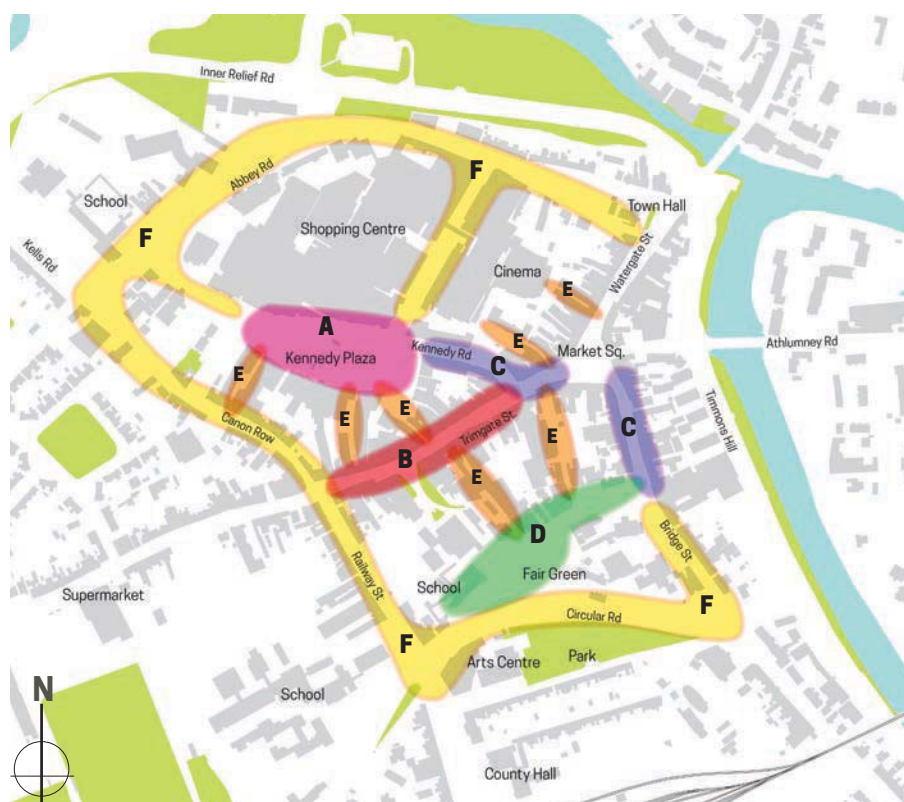 Inner Relief Rd
Abbey Rd
F
School
Shopping Centre
Town Hall
F
Kells Rd
Cinema
Watergate St
E
A
Kennedy Plaza
Kennedy Rd
E
Market Sq.
Athlumney Rd
C
E
E
E
Canon Row
Trimgate St
B
E
E
C
Timmons Hill
D
Bridge St
Railway St
School
Fair Green
Supermarket
Circular Rd
F
F
Arts Centre
Park
School
N
County Hall